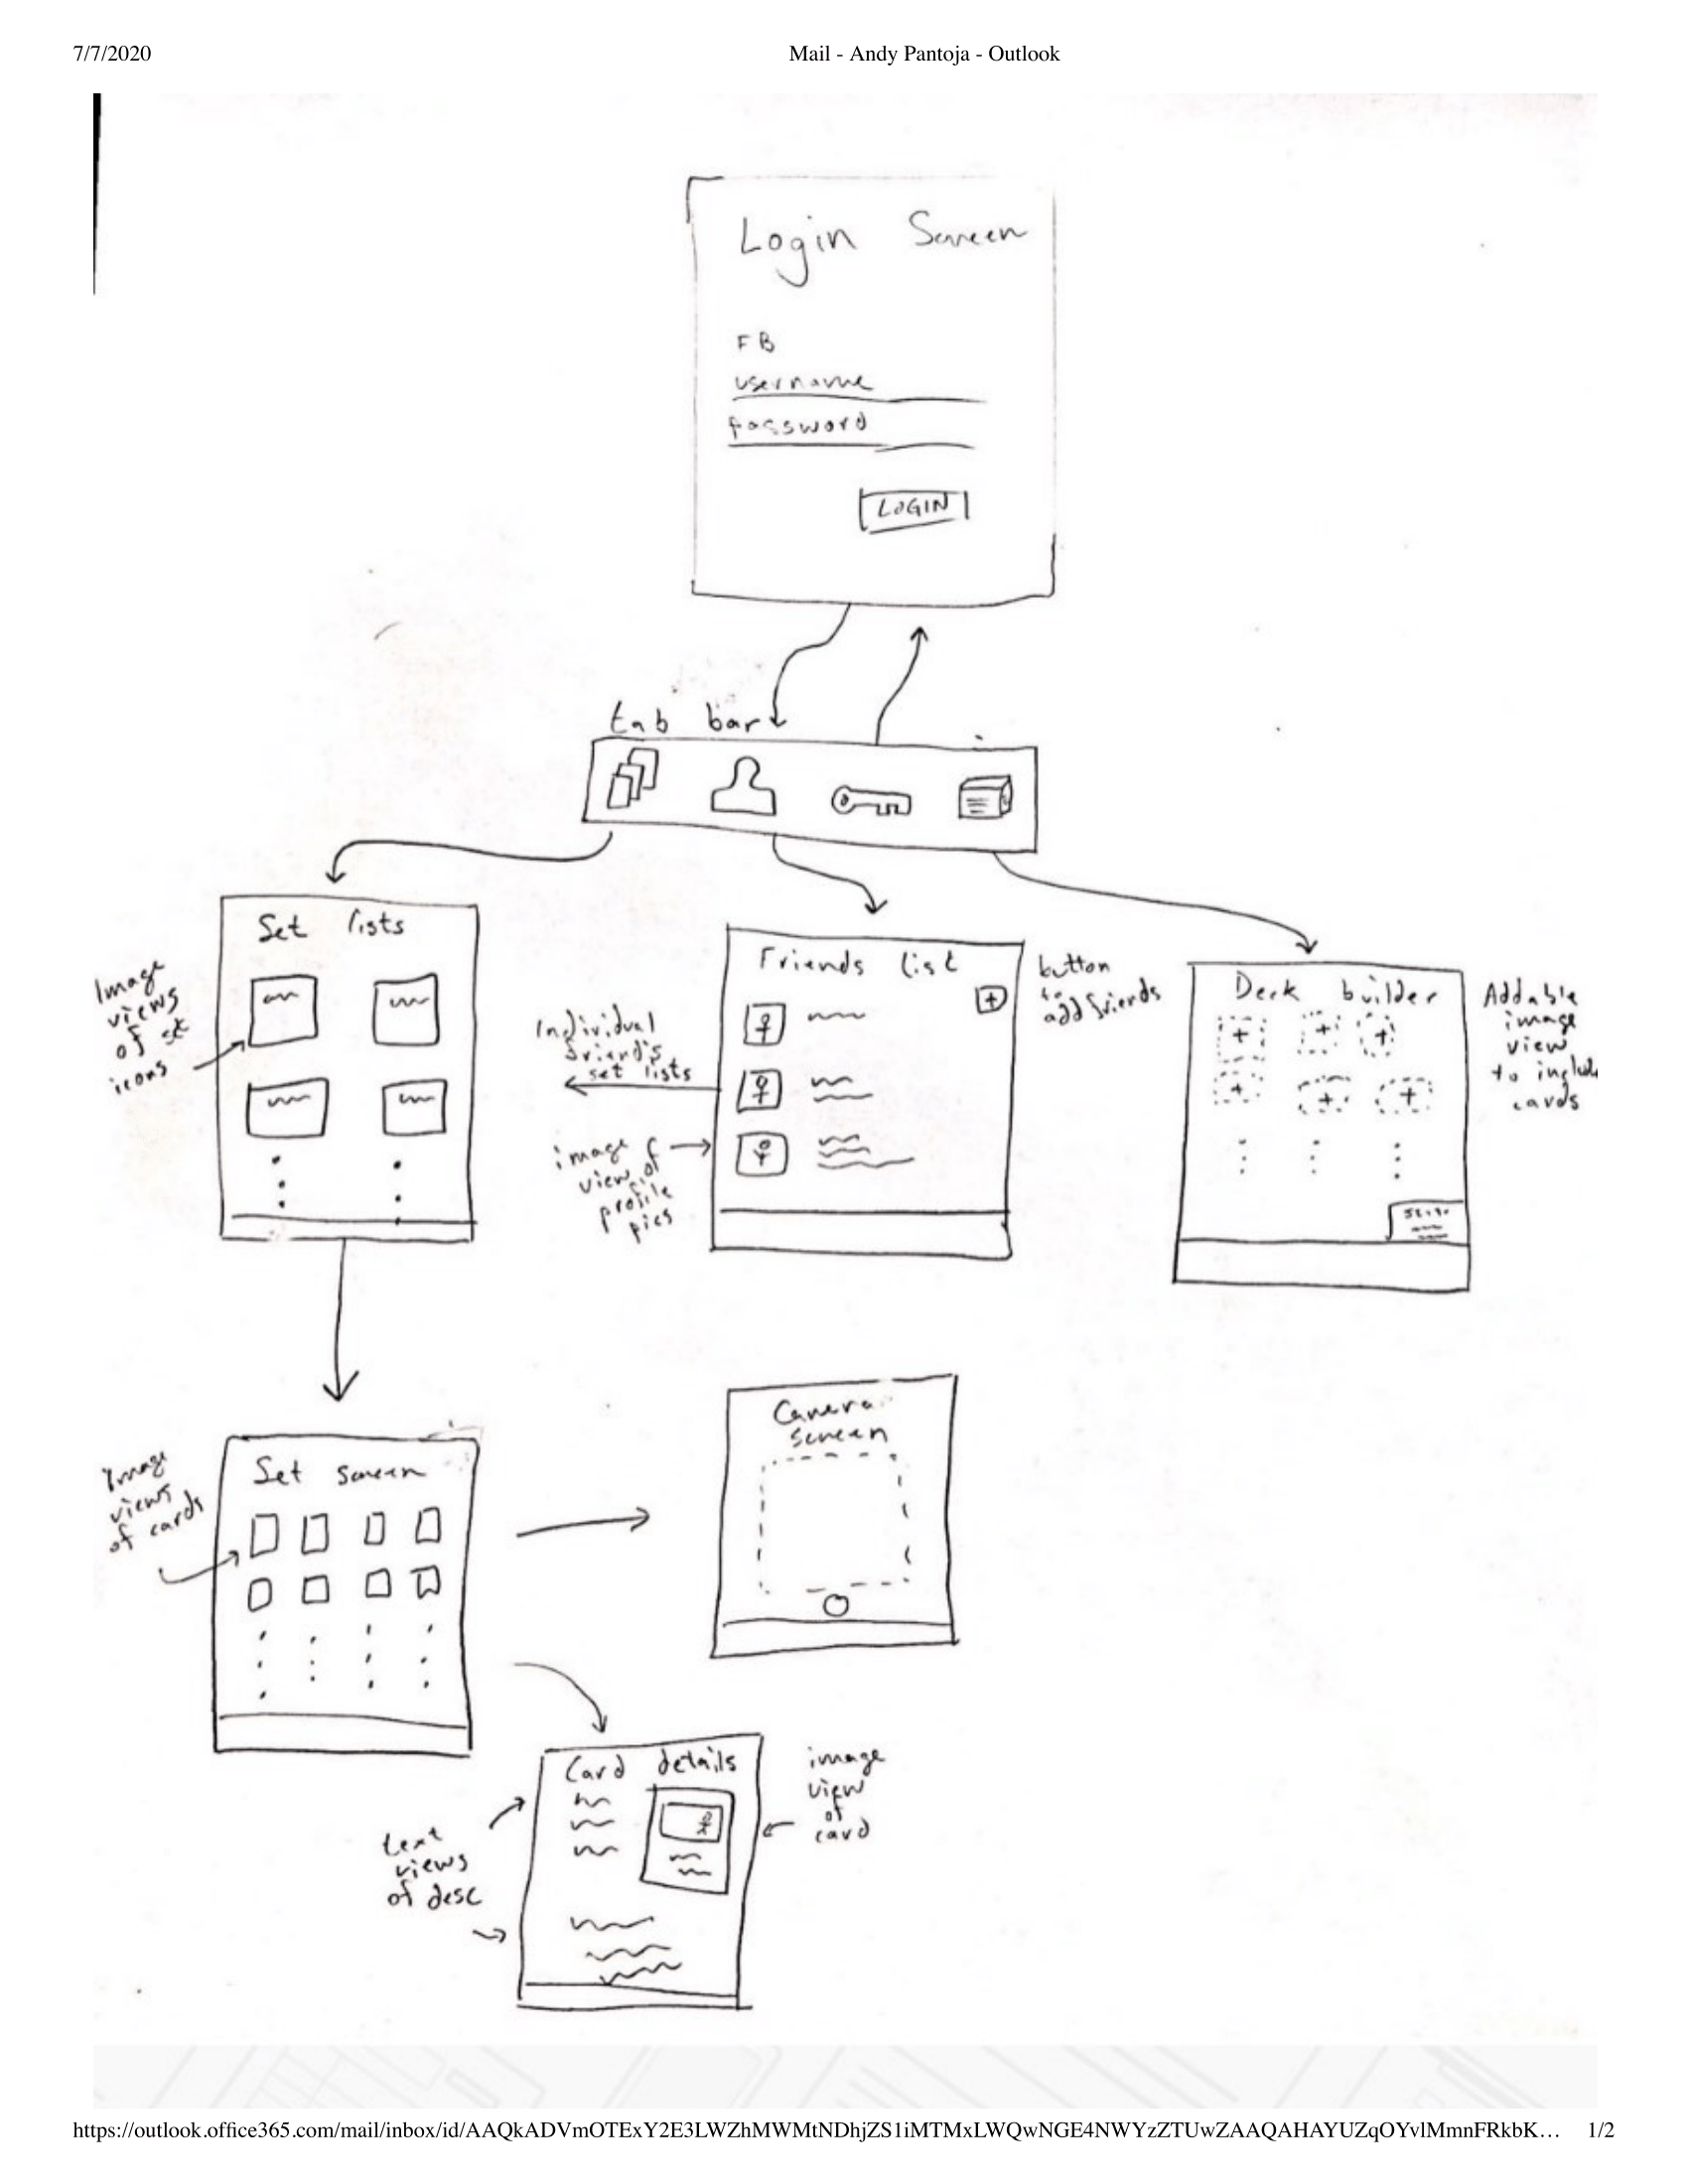 7/7/2020
Mail - Andy Pantoja - Outlook
Login Screen
FB
username
password
LOGIN
tab bar
Set lists
Image
views
of set
icons
Friends list
button
to
add friends
Individual
friend's
set lists
image
view of
profile
pics
Deck builder
Addable
image
view
to include
cards
Set screen
Image
views
of cards
Camera
screen
Card details
text
views
of desc
image
view
of
card
https://outlook.office365.com/mail/inbox/id/AAQkADVmOTExY2E3LWZhMWMtNDhjZS1iMTMxLWQwNGE4NWYzZTUwZAAQAHAYUZqOYvlMmnFRkbK…
1/2